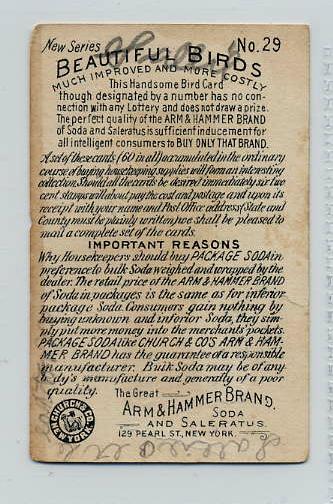 New Series
No. 29
BEAUTIFUL BIRDS
MUCH IMPROVED AND MORE COSTLY
This Handsome Bird Card
though designated by a number has no con-
nection with any Lottery and does not draw a prize.
The perfect quality of the ARM & HAMMER BRAND
of Soda and Saleratus is sufficient inducement for
all intelligent consumers to BUY ONLY THAT BRAND.
A set of these cards (60 in all) accumulated in the ordinary
course of buying housekeeping supplies will form an interesting
collection. Should all the cards be desired immediately six two
cent stamps will about pay the cost and postage and upon its
receipt with your name and Post Office address, State and
County must be plainly written, we shall be pleased to
mail a complete set of the cards.
IMPORTANT REASONS
Why Housekeepers should buy PACKAGE SODA in
preference to bulk Soda weighed and wrapped by the
dealer. The retail price of the ARM & HAMMER BRAND
of Soda in packages is the same as for inferior
package Soda. Consumers gain nothing by
buying unknown and inferior Soda, they sim-
ply put more money into the merchants' pockets.
PACKAGE SODA like CHURCH & CO'S ARM & HAM-
MER BRAND has the guarantee of a responsible
manufacturer. Bulk Soda may be of any
body's manufacture and generally of a poor
quality.
The Great
ARM & HAMMER BRAND.
SODA
AND SALERATUS.
129 PEARL ST., NEW YORK.
CHURCH & CO.
NEW YORK